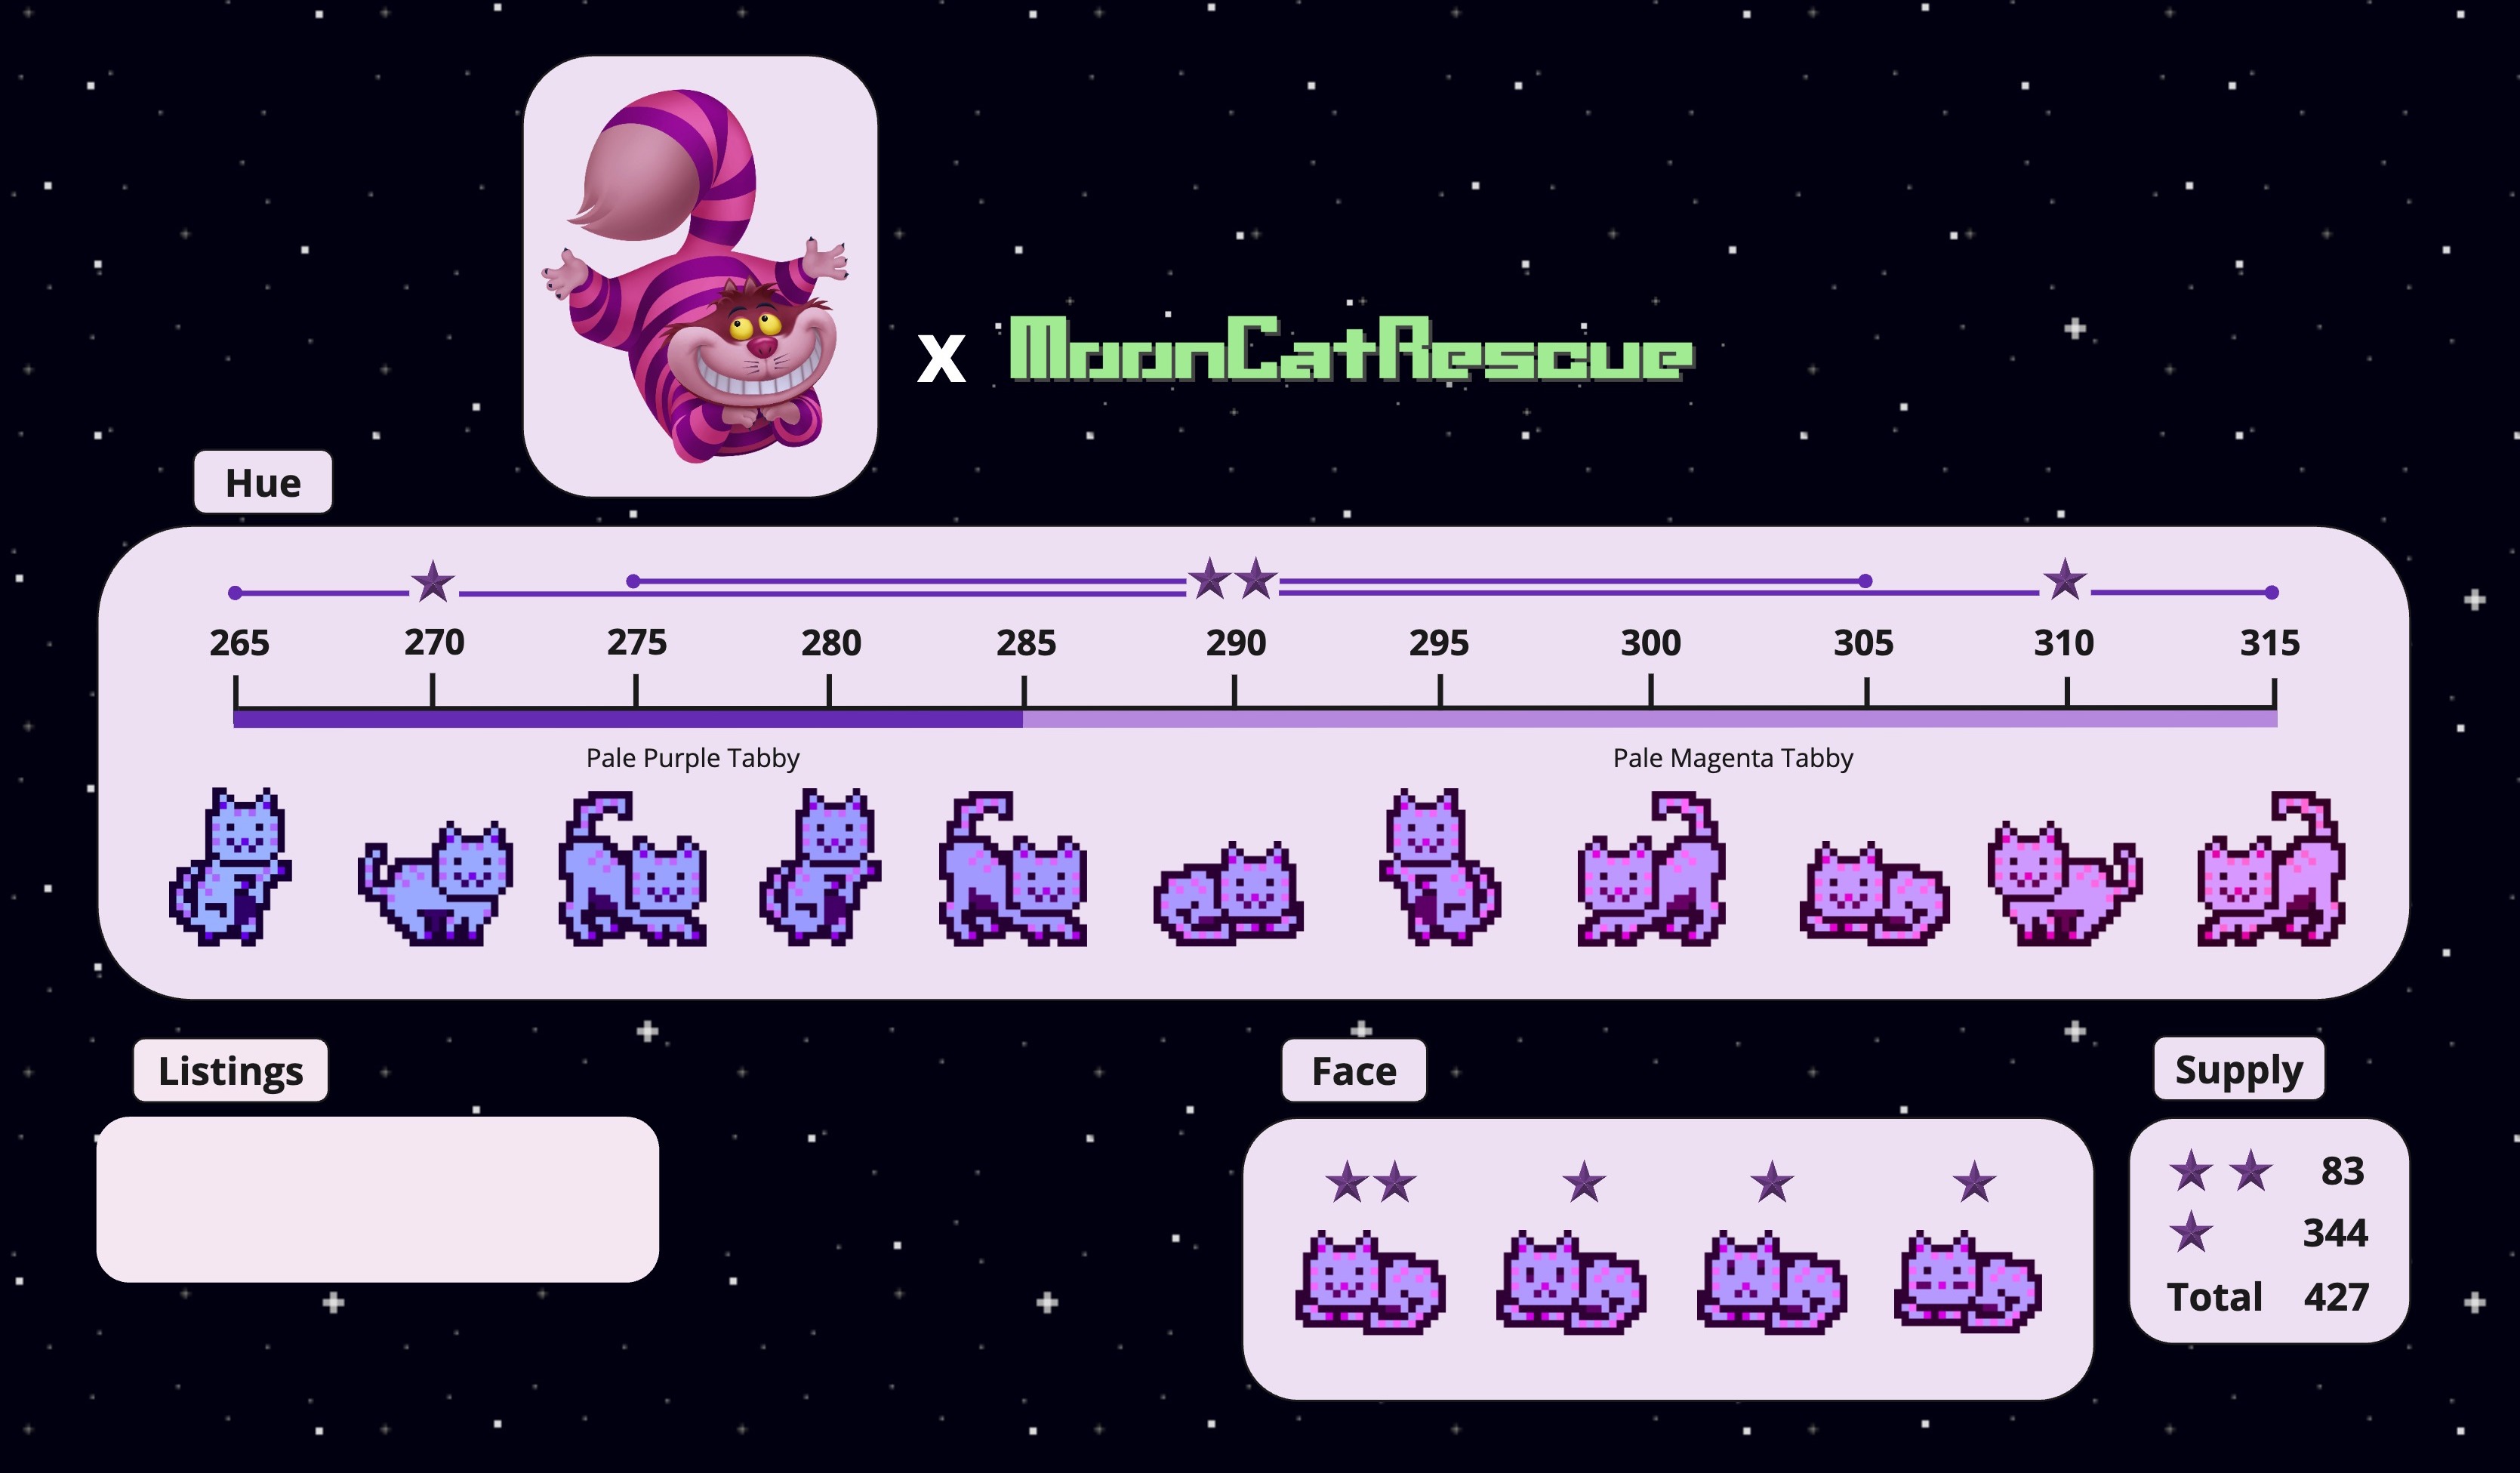 x MoonCatRescue
Hue
265 270 275 280 285 290 295 300 305 310 315
Pale Purple Tabby Pale Magenta Tabby
Listings
Face
Supply
83
344
Total 427